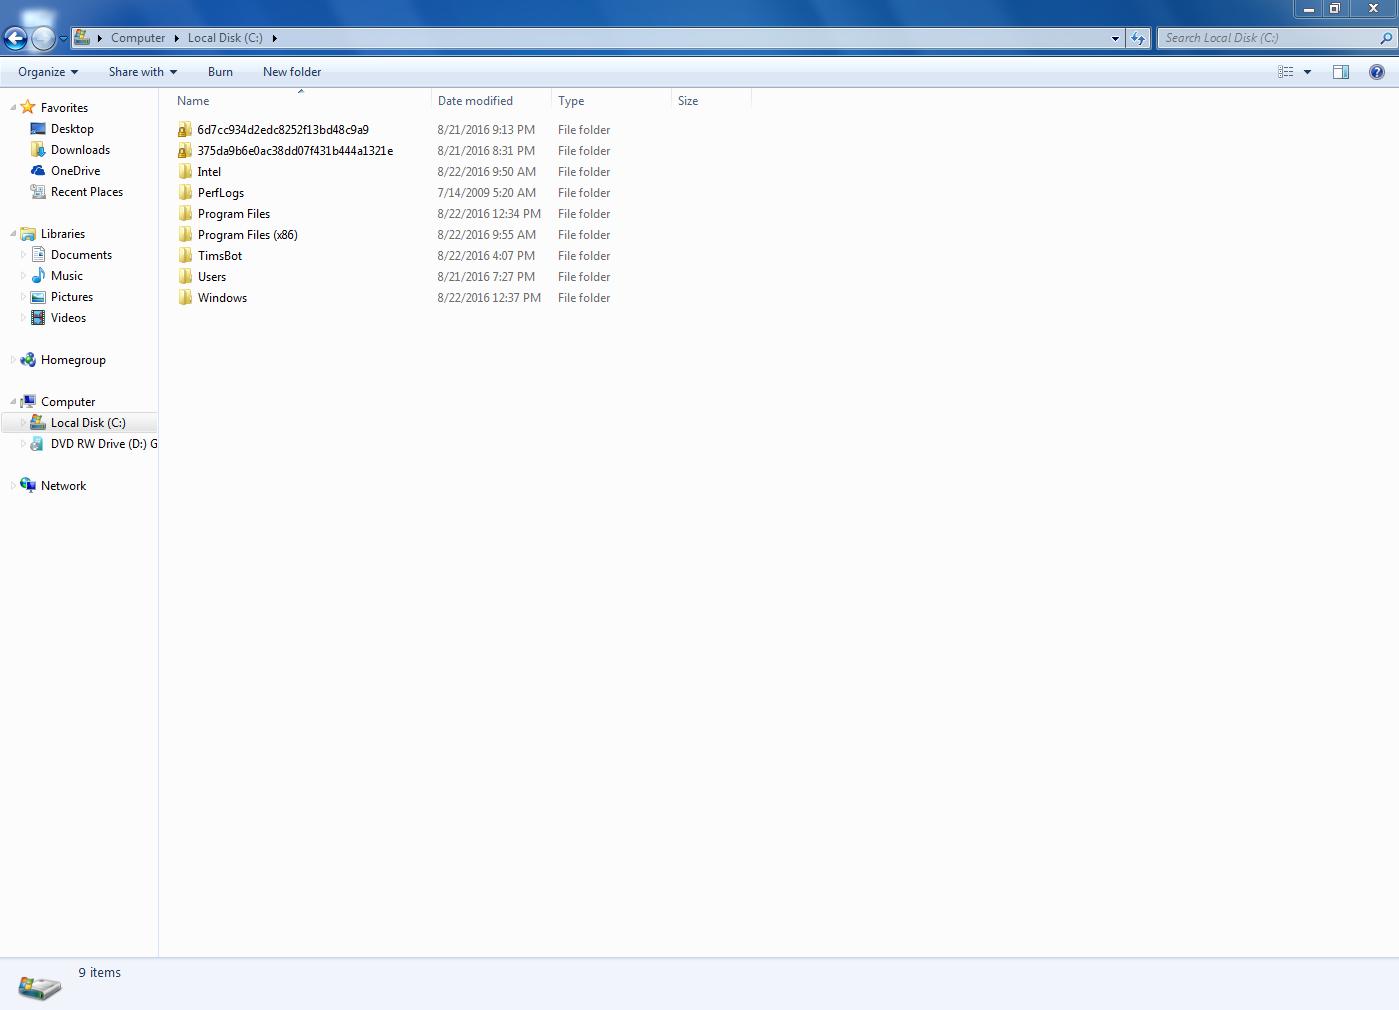 Computer Local Disk (C:) Search Local Disk (C:)
Organize Share with Burn New folder
Favorites
Desktop
Downloads
OneDrive
Recent Places
Libraries
Documents
Music
Pictures
Videos
Homegroup
Computer
Local Disk (C:)
DVD RW Drive (D:) G
Network
Name Date modified Type Size
6d7cc934d2edc8252f13bd48c9a9 8/21/2016 9:13 PM File folder
375da9b6e0ac38dd07f431b444a1321e 8/21/2016 8:31 PM File folder
Intel 8/22/2016 9:50 AM File folder
PerfLogs 7/14/2009 5:20 AM File folder
Program Files 8/22/2016 12:34 PM File folder
Program Files (x86) 8/22/2016 9:55 AM File folder
TimsBot 8/22/2016 4:07 PM File folder
Users 8/21/2016 7:27 PM File folder
Windows 8/22/2016 12:37 PM File folder
9 items